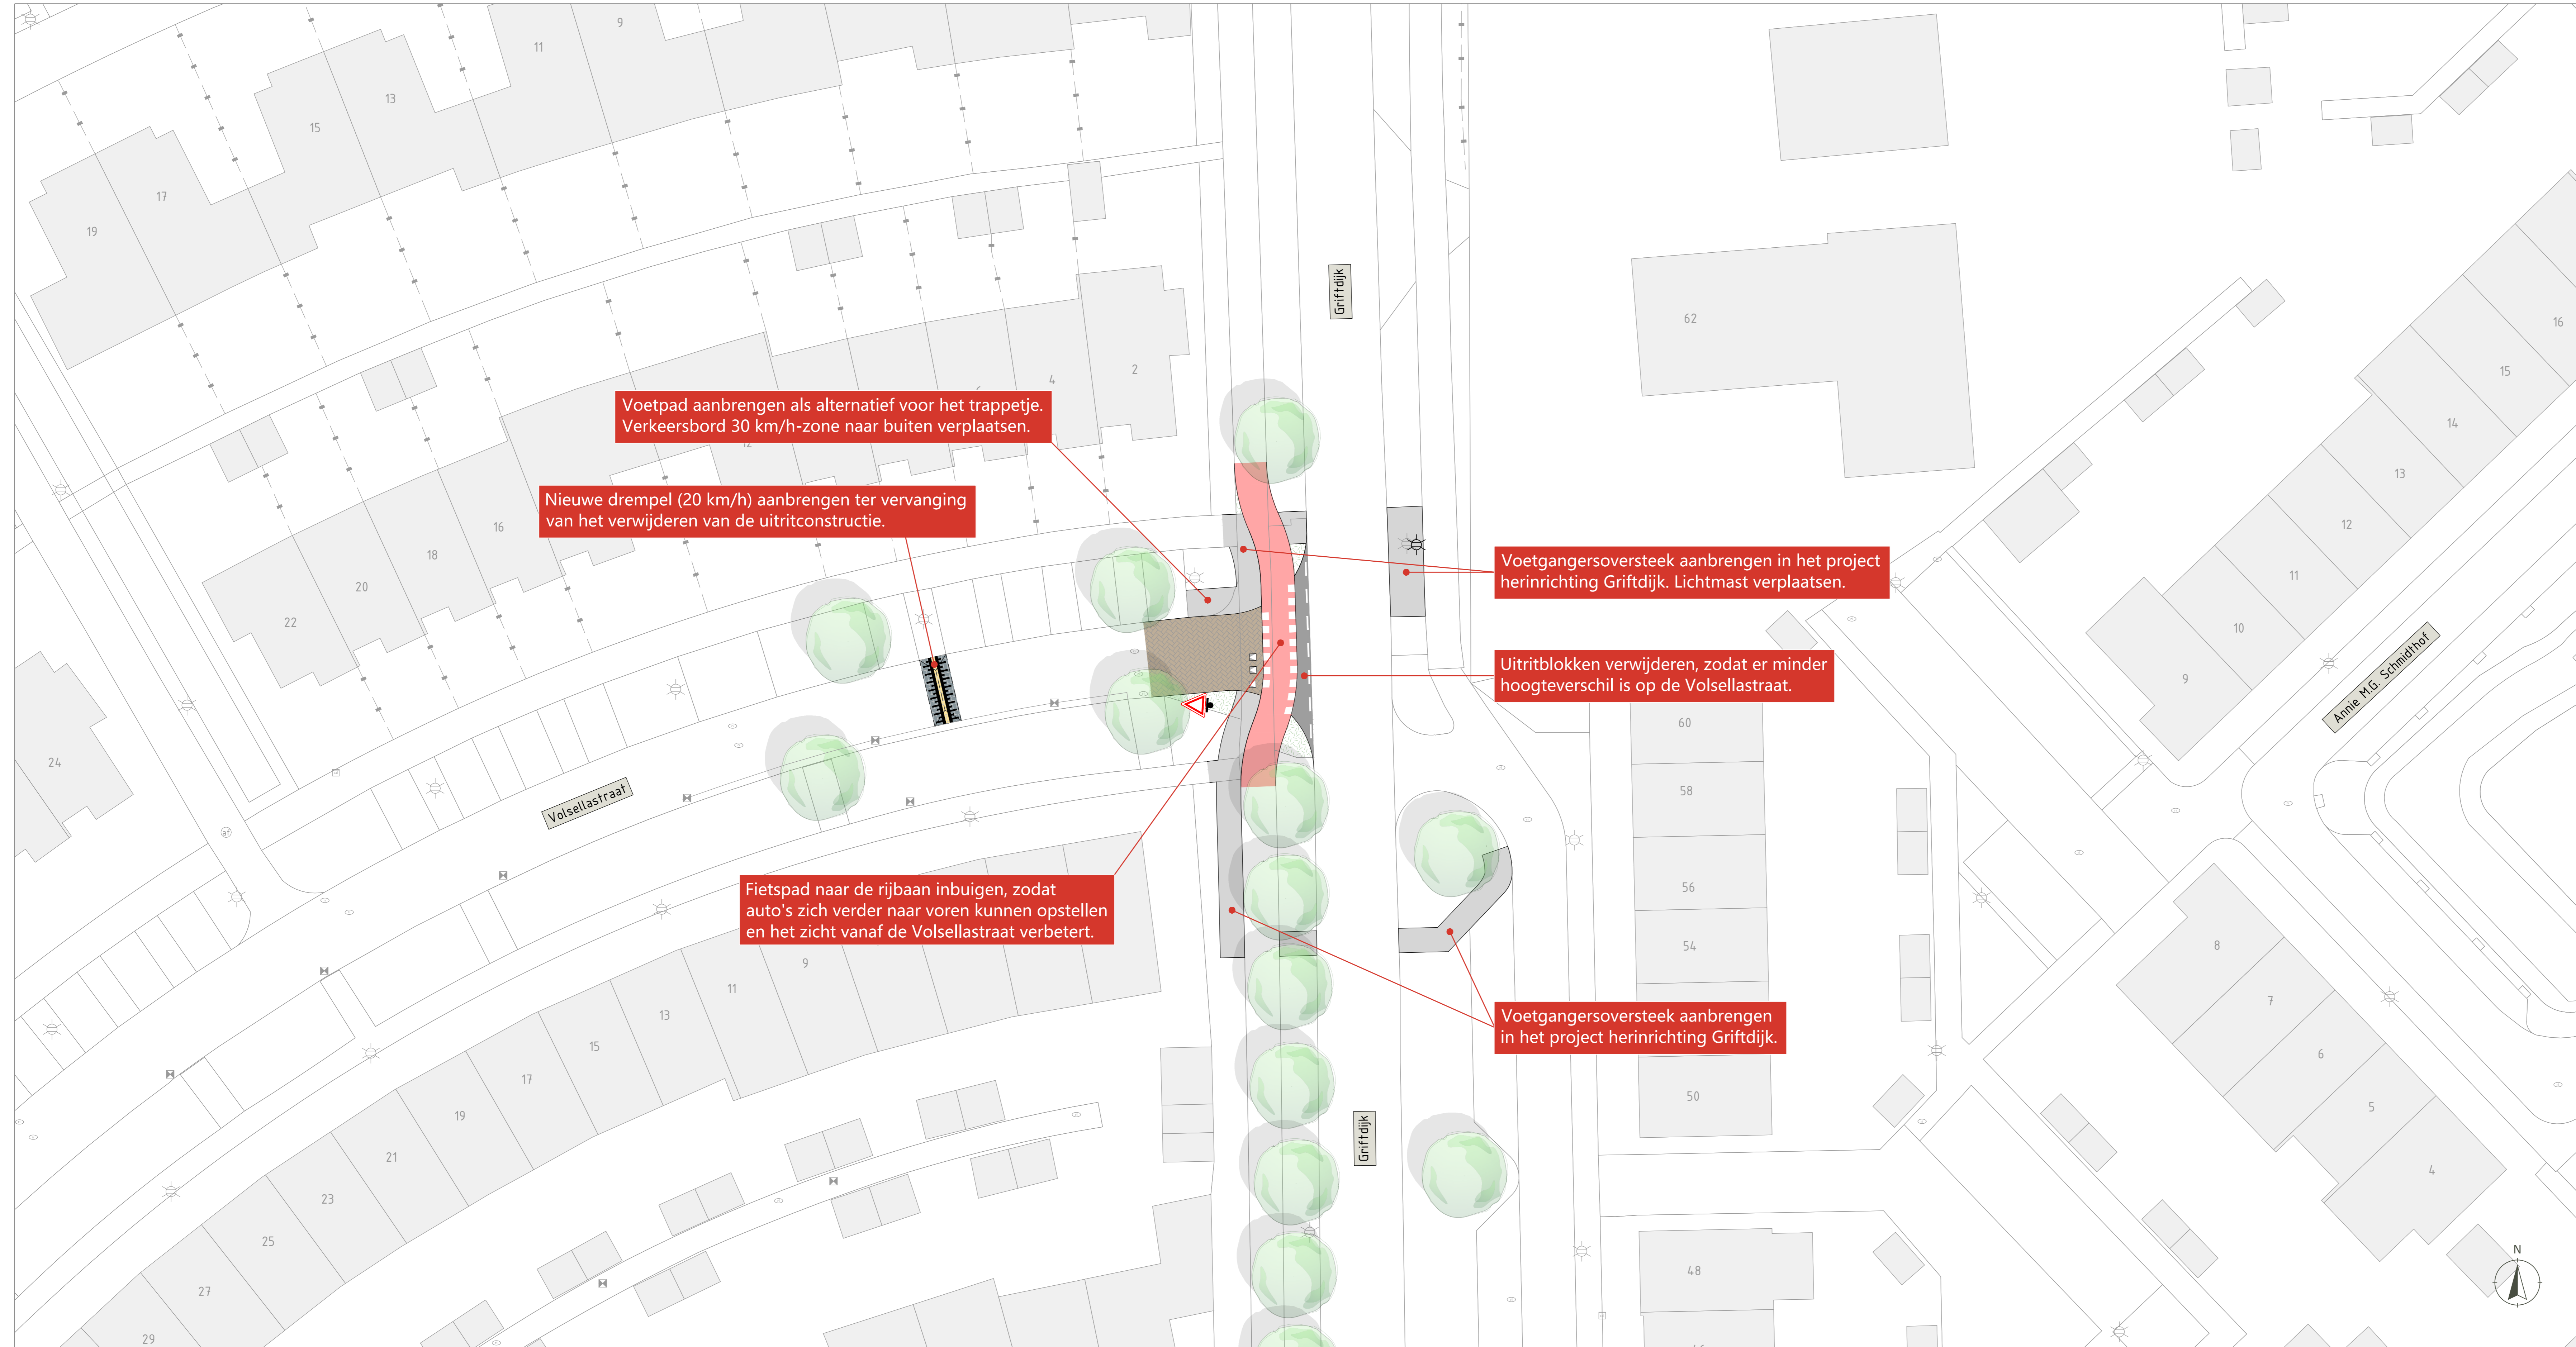 9
11
13
15
17
19
Griftdijk
62
16
15
14
13
12
11
10
9
2
4
Voetpad aanbrengen als alternatief voor het trappetje.
Verkeersbord 30 km/h-zone naar buiten verplaatsen.
12
Nieuwe drempel (20 km/h) aanbrengen ter vervanging
van het verwijderen van de uitritconstructie.
16
18
20
22
24
Voetgangersoversteek aanbrengen in het project
herinrichting Griftdijk. Lichtmast verplaatsen.
Uitritblokken verwijderen, zodat er minder
hoogteverschil is op de Volsellastraat.
Annie M.G. Schmidthof
Volsellastraat
60
58
56
54
50
48
Fietspad naar de rijbaan inbuigen, zodat
auto's zich verder naar voren kunnen opstellen
en het zicht vanaf de Volsellastraat verbetert.
Voetgangersoversteek aanbrengen
in het project herinrichting Griftdijk.
Griftdijk
9
11
13
15
17
19
21
23
25
27
29
8
7
6
5
4
N